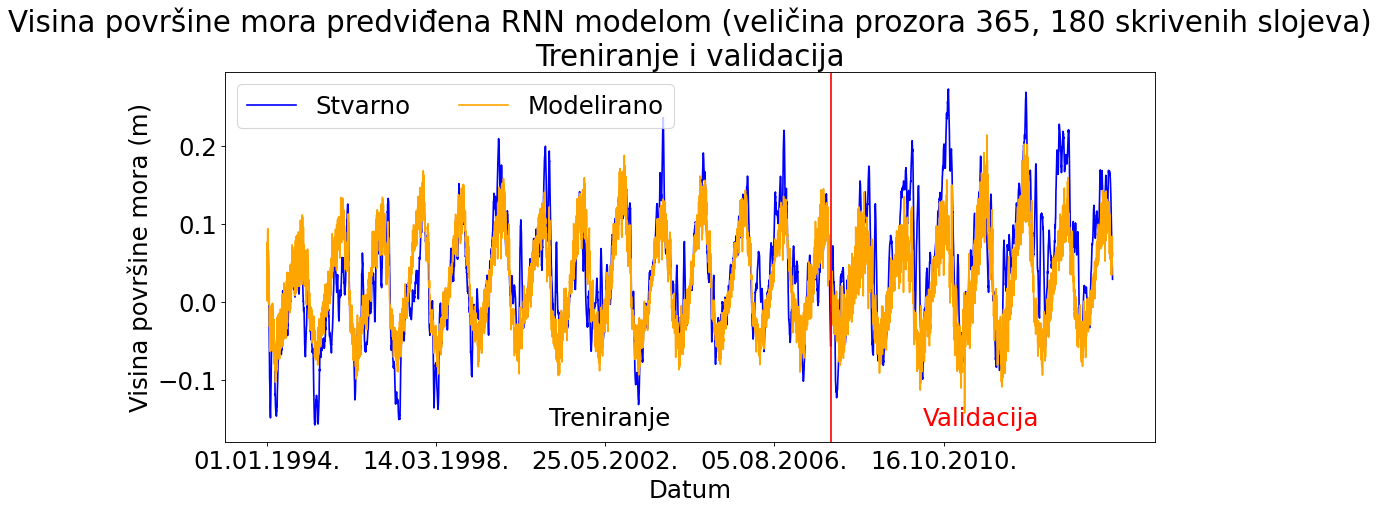 Visina površine mora predviđena RNN modelom (veličina prozora 365, 180 skrivenih slojeva)
Treniranje i validacija
Stvarno Modelirano
Visina površine mora (m)
0.2
0.1
0.0
−0.1
Treniranje Validacija
01.01.1994. 14.03.1998. 25.05.2002. 05.08.2006. 16.10.2010.
Datum